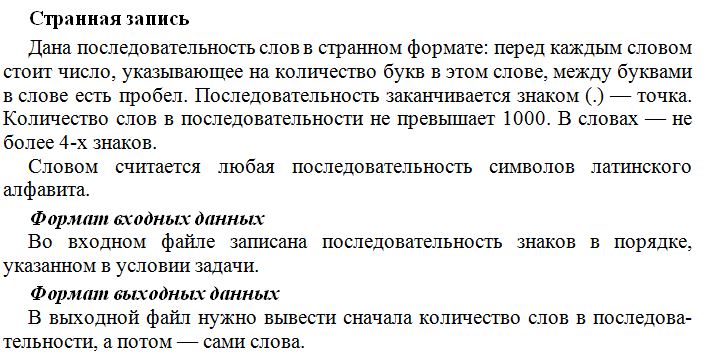 Странная запись
Дана последовательность слов в странном формате: перед каждым словом
стоит число, указывающее на количество букв в этом слове, между буквами
в слове есть пробел. Последовательность заканчивается знаком (.) — точка.
Количество слов в последовательности не превышает 1000. В словах — не
более 4-х знаков.
Словом считается любая последовательность символов латинского
алфавита.
Формат входных данных
Во входном файле записана последовательность знаков в порядке,
указанном в условии задачи.
Формат выходных данных
В выходной файл нужно вывести сначала количество слов в последова-
тельности, а потом — сами слова.